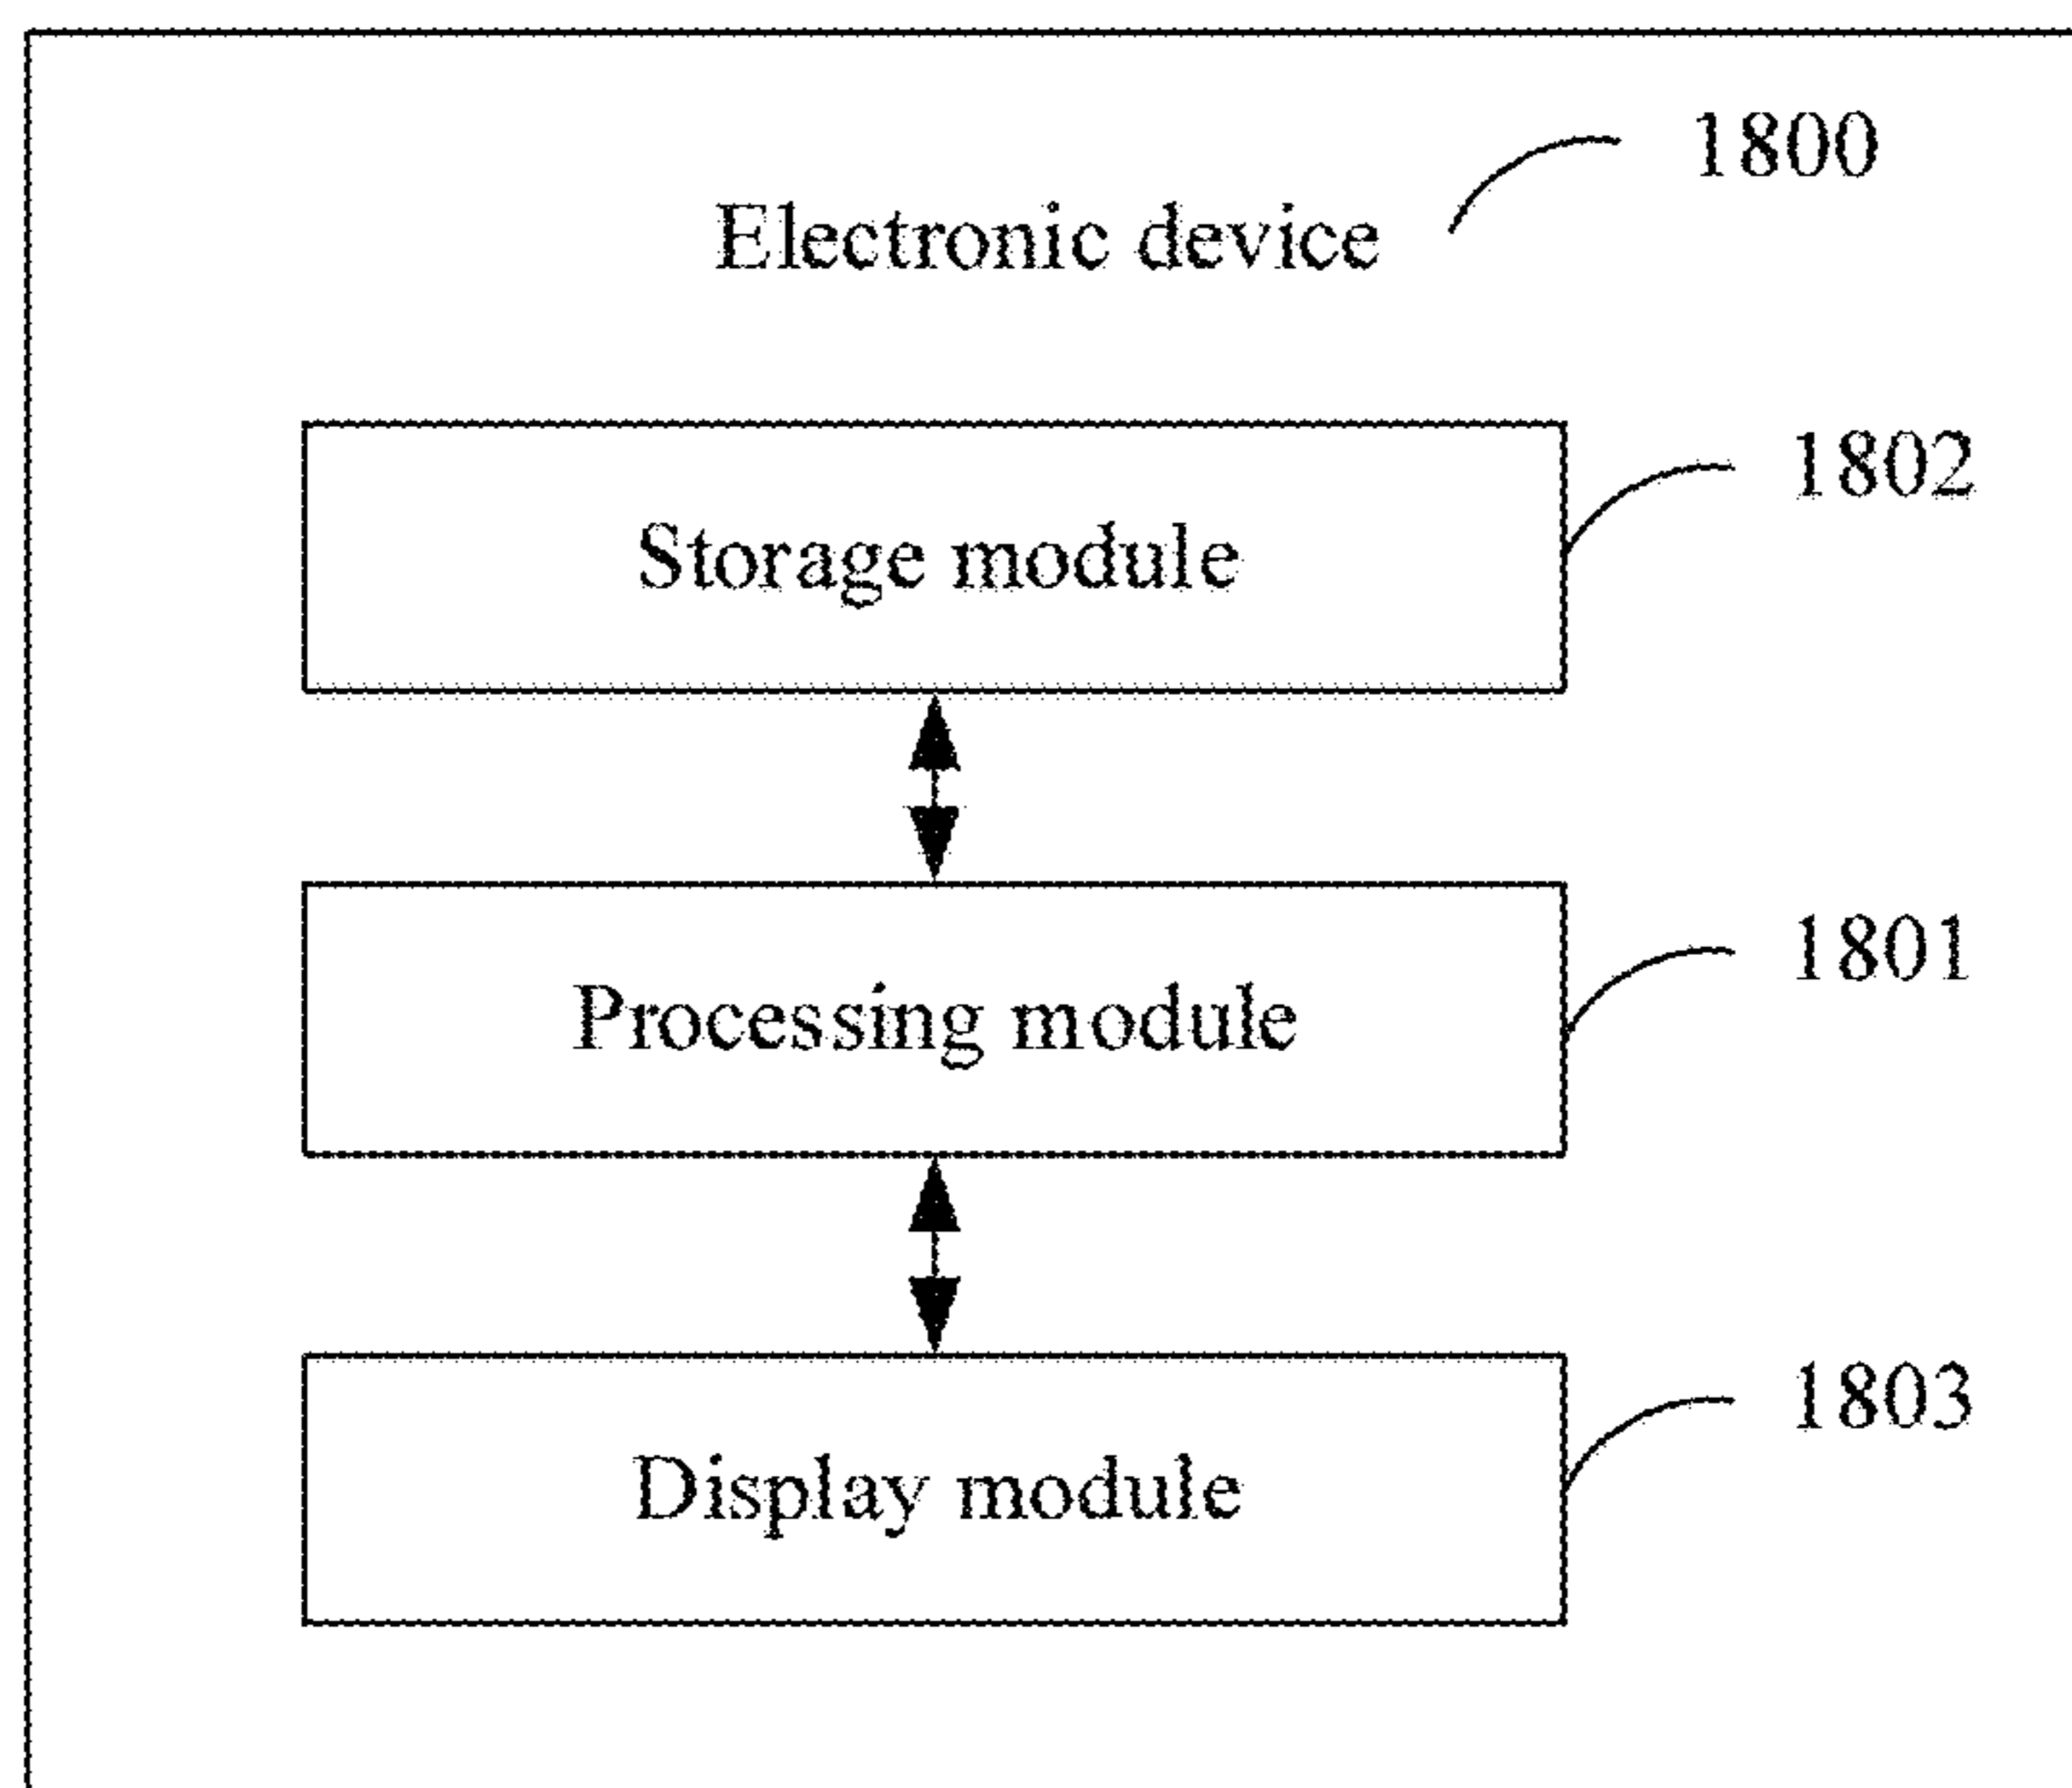 1800
Electronic device
1802
Storage module
1801
Processing module
1803
Display module